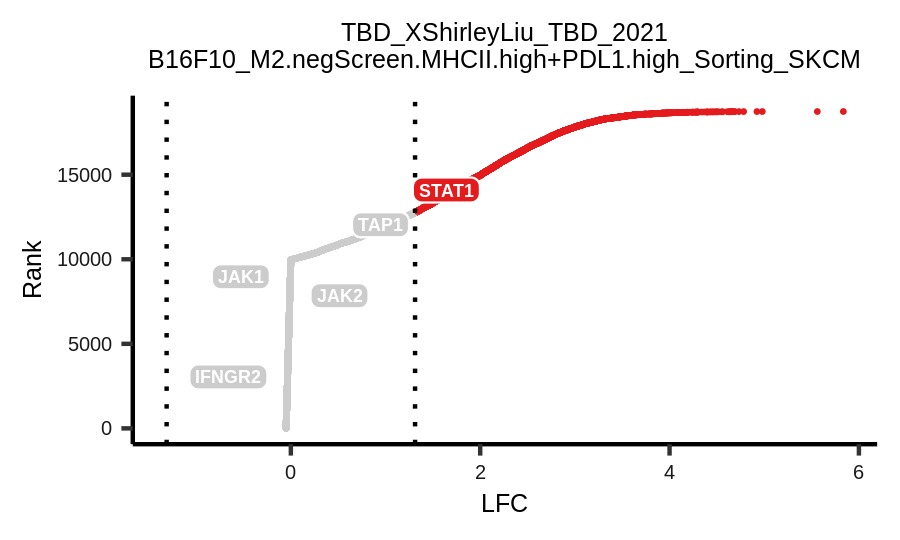 TBD_XShirleyLiu_TBD_2021
B16F10_M2.negScreen.MHCII.high+PDL1.high_Sorting_SKCM
15000
10000
5000
0
Rank
STAT1
TAP1
JAK1
JAK2
IFNGR2
0
2
4
6
LFC